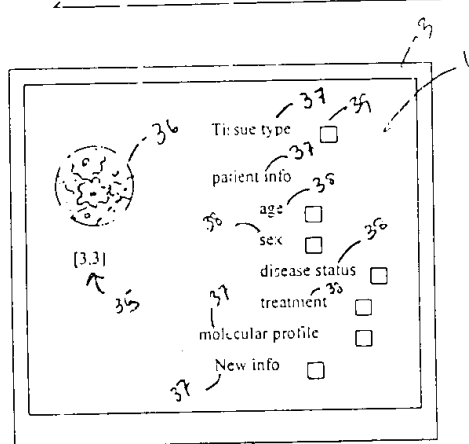 3
1
37 39
Tissue type
36 37
patient info
38
age
38 sex 38
disease status
[3,3] 38
treatment
35 37
molecular profile
New info
37